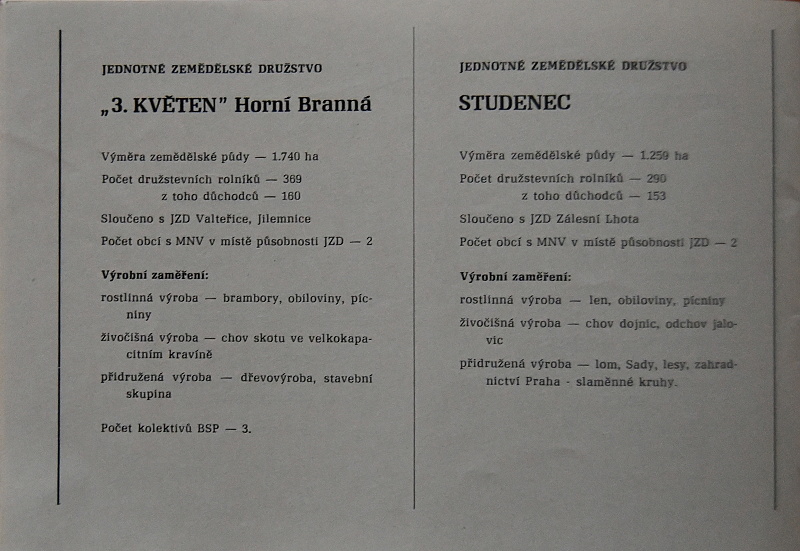 JEDNOTNÉ ZEMĚDĚLSKÉ DRUŽSTVO
„3. KVĚTEN" Horní Branná
Výměra zemědělské půdy — 1.740 ha
Počet družstevních rolníků — 369
z toho důchodců — 160
Sloučeno s JZD Valteřice, Jilemnice
Počet obcí s MNV v místě působnosti JZD — 2
Výrobní zaměření:
rostlinná výroba — brambory, obiloviny, píc-
niny
živočišná výroba — chov skotu ve velkokapa-
citním kravíně
přidružená výroba — dřevovýroba, stavební
skupina
Počet kolektivů BSP — 3.
JEDNOTNÉ ZEMĚDĚLSKÉ DRUŽSTVO
STUDENEC
Výměra zemědělské půdy — 1.259 ha
Počet družstevních rolníků — 290
z toho důchodců — 153
Sloučeno s JZD Zálesní Lhota
Počet obcí s MNV v místě působnosti JZD — 2
Výrobní zaměření:
rostlinná výroba — len, obiloviny, pícniny
živočišná výroba — chov dojnic, odchov jalo-
vic
přidružená výroba — lom, Sady, lesy, zahrad-
nictví Praha - slaměnné kruhy.